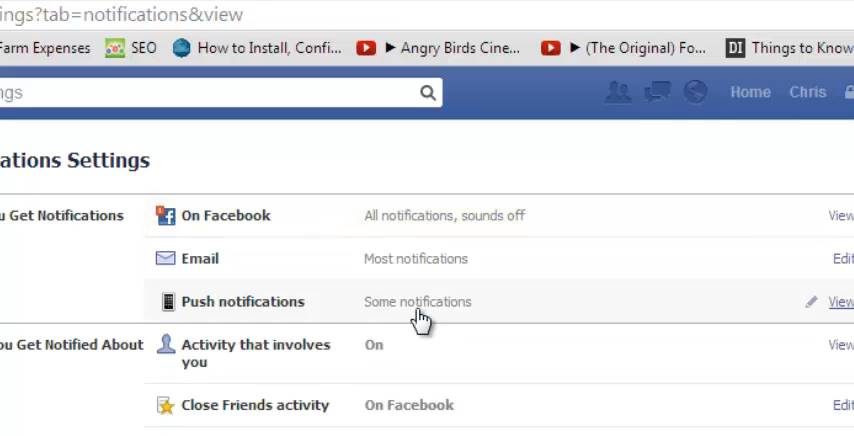 ings?tab=notifications&view
Farm Expenses SEO How to Install, Confi... ► Angry Birds Cine... ► (The Original) Fo... DI Things to Know
ngs Home Chris
ations Settings
u Get Notifications On Facebook All notifications, sounds off View
Email Most notifications Edit
Push notifications Some notifications View
ou Get Notified About Activity that involves On View
you
Close Friends activity On Facebook Edit